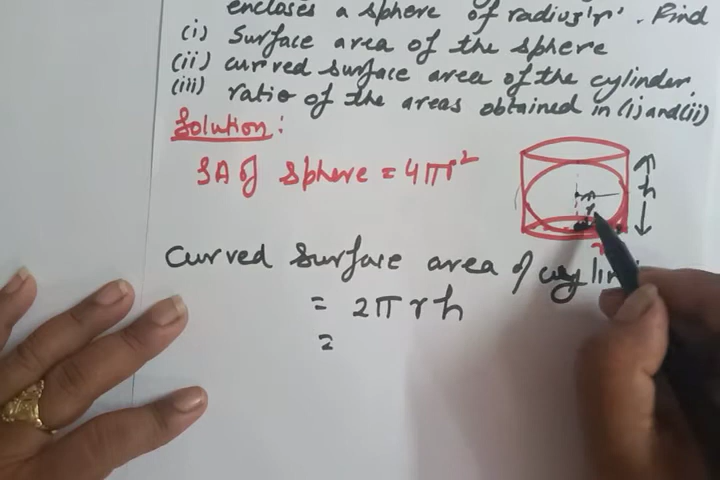 encloses a sphere of radius 'r'. Find
(i) Surface area of the sphere
(ii) curved surface area of the cylinder.
(iii) ratio of the areas obtained in (i) and (ii)
Solution:
SA of sphere = 4πr²
r
r
h
Curved surface area of
= 2πrh
=